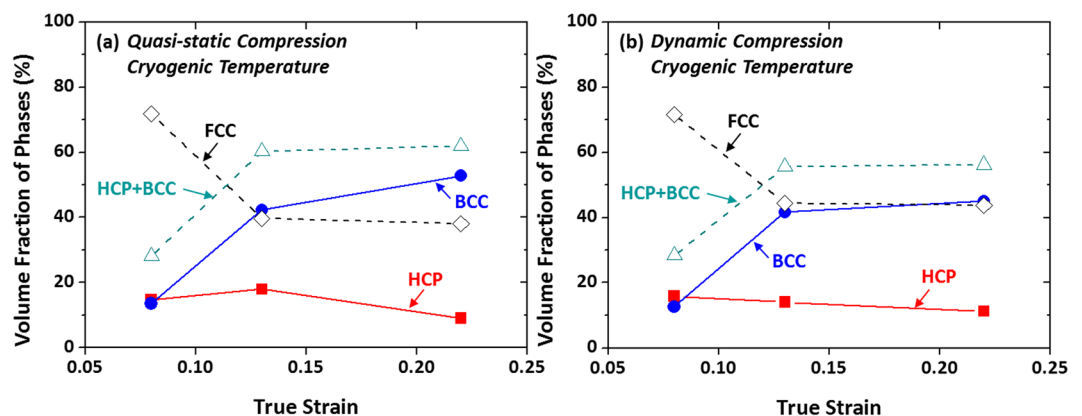 (a) Quasi-static Compression
Cryogenic Temperature
Volume Fraction of Phases (%)
100
80
60
40
20
0
FCC
HCP+BCC
BCC
HCP
0.05
0.10
0.15
0.20
0.25
True Strain
(b) Dynamic Compression
Cryogenic Temperature
Volume Fraction of Phases (%)
100
80
60
40
20
0
FCC
HCP+BCC
BCC
HCP
0.05
0.10
0.15
0.20
0.25
True Strain